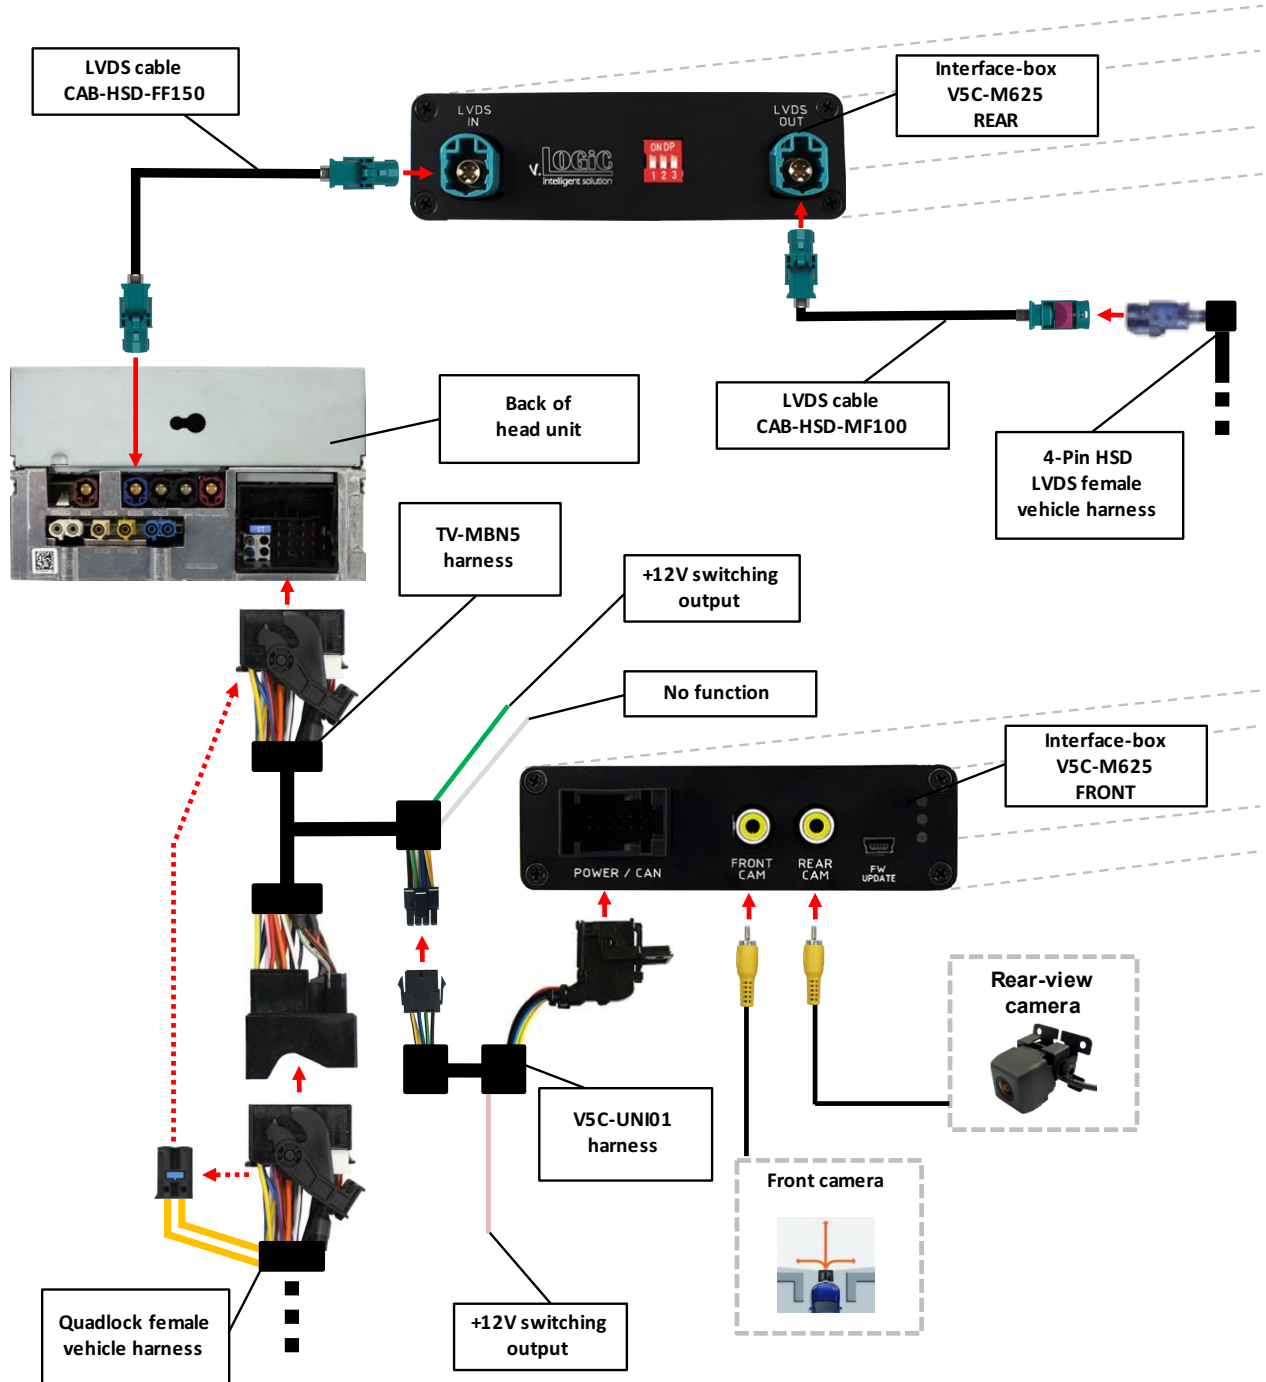 LVDS cable
CAB-HSD-FF150
Interface-box
V5C-M625
REAR
LVDS
IN
LVDS
OUT
v.LOGiC
intelligent solution
ON DP
1 2 3
Back of
head unit
LVDS cable
CAB-HSD-MF100
4-Pin HSD
LVDS female
vehicle harness
TV-MBN5
harness
+12V switching
output
No function
Interface-box
V5C-M625
FRONT
POWER / CAN
FRONT
CAM
REAR
CAM
FW
UPDATE
Rear-view
camera
V5C-UNI01
harness
Front camera
Quadlock female
vehicle harness
+12V switching
output